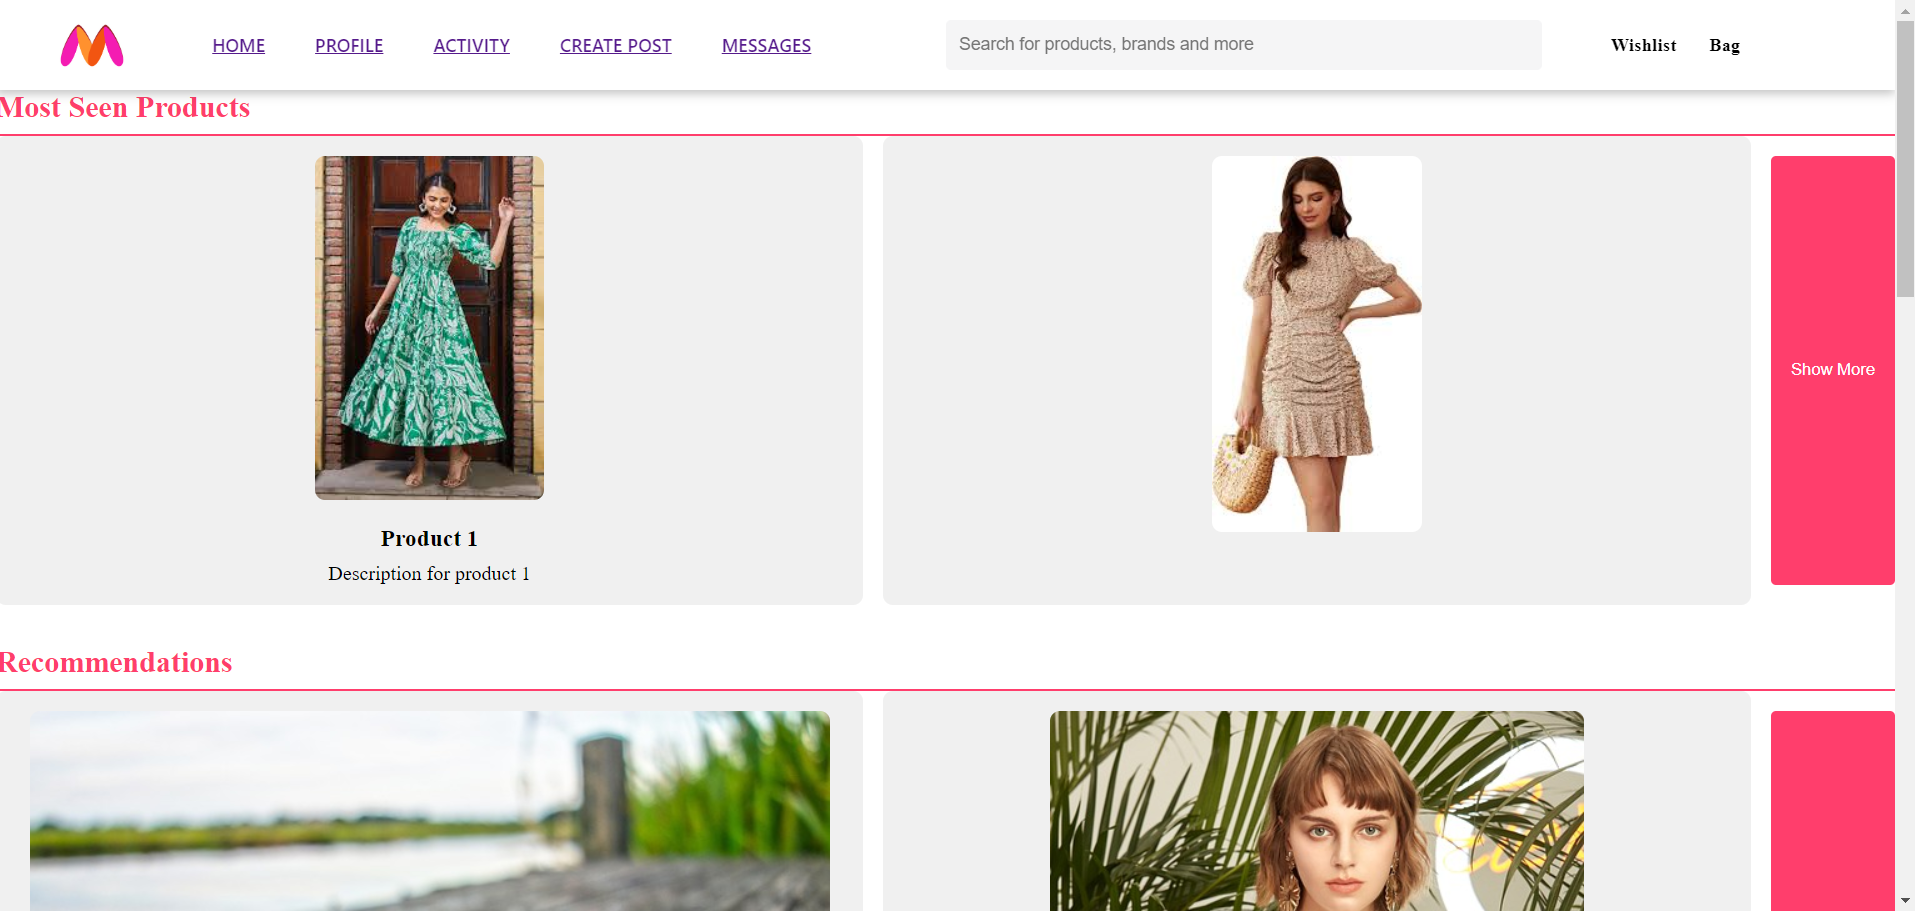 HOME PROFILE ACTIVITY CREATE POST MESSAGES Search for products, brands and more Wishlist Bag
Most Seen Products
Show More
Product 1
Description for product 1
Recommendations